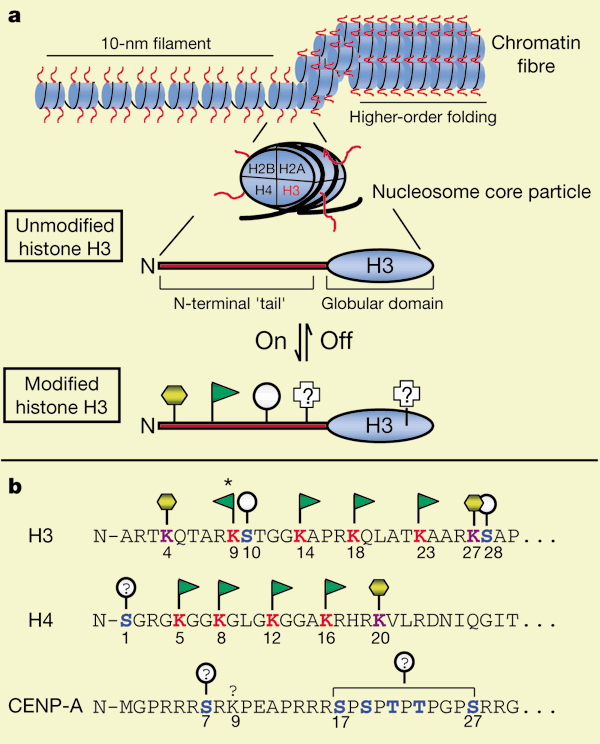 a
10-nm filament
Chromatin
fibre
Higher-order folding
H2B H2A
H4 H3
Nucleosome core particle
Unmodified
histone H3
N
H3
N-terminal 'tail'
Globular domain
On Off
Modified
histone H3
? ?
N
H3
b
*
H3 N-ARTKQTARKSTGGKAPRKQLATKAARKSAP...
4 9 10 14 18 23 27 28
?
H4 N-SGRGKGGKGLGKGGAKRHRKVLRDNIQGIT...
1 5 8 12 16 20
? ? ?
CENP-A N-MGPRRRSRKPEAPRRRSPSPTPTPGPSRRG...
7 9 17 27